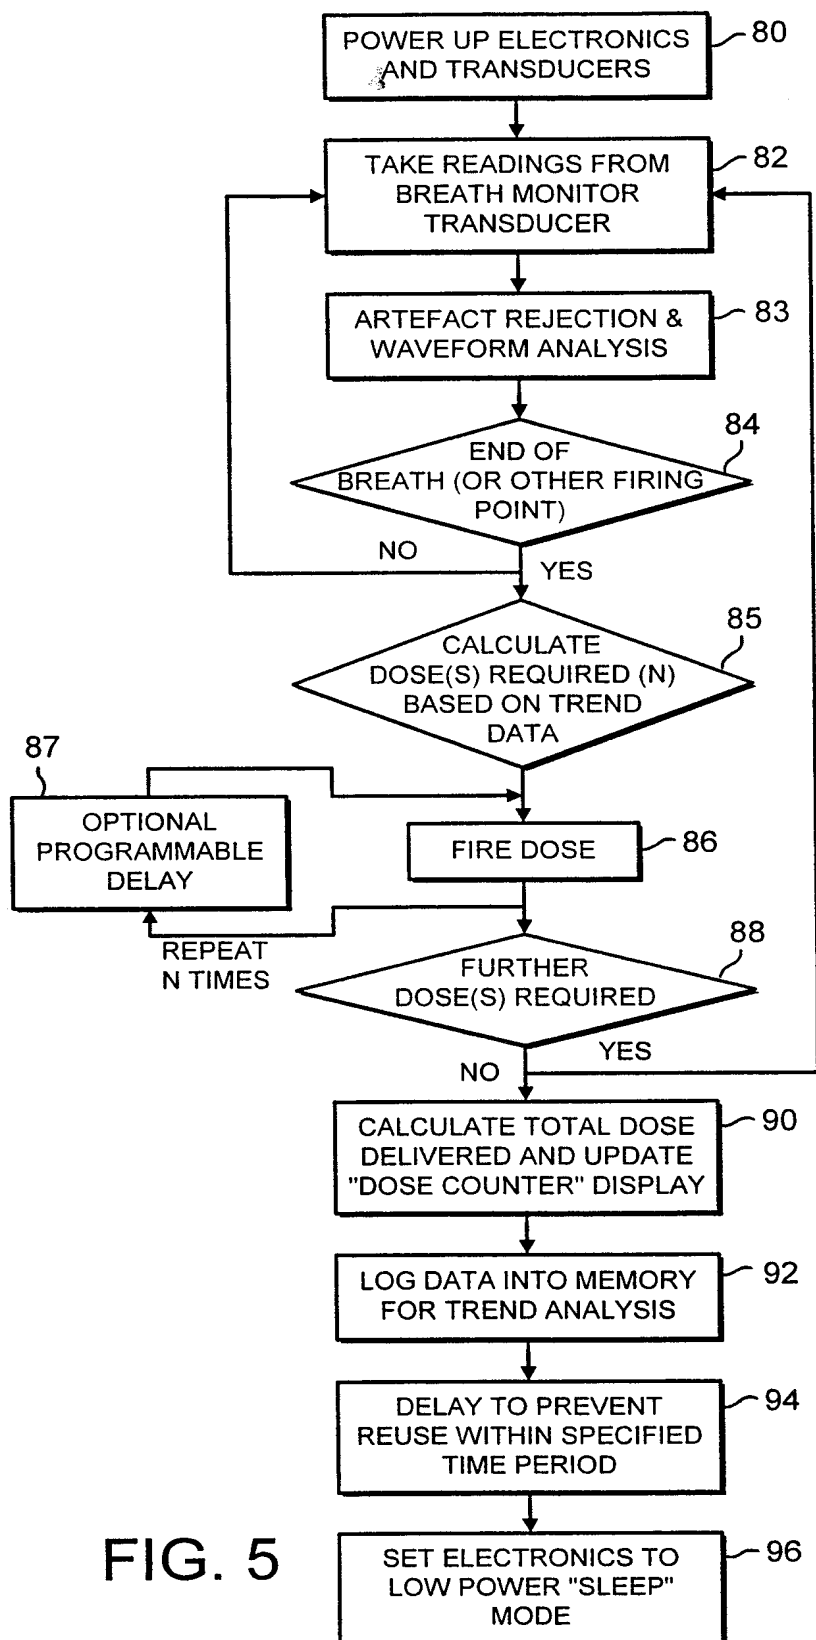 POWER UP ELECTRONICS
AND TRANSDUCERS
80
TAKE READINGS FROM
BREATH MONITOR
TRANSDUCER
82
ARTEFACT REJECTION &
WAVEFORM ANALYSIS
83
END OF
BREATH (OR OTHER FIRING
POINT)
84
NO
YES
CALCULATE
DOSE(S) REQUIRED (N)
BASED ON TREND
DATA
85
87
OPTIONAL
PROGRAMMABLE
DELAY
FIRE DOSE
86
REPEAT
N TIMES
FURTHER
DOSE(S) REQUIRED
88
YES
NO
CALCULATE TOTAL DOSE
DELIVERED AND UPDATE
"DOSE COUNTER" DISPLAY
90
LOG DATA INTO MEMORY
FOR TREND ANALYSIS
92
DELAY TO PREVENT
REUSE WITHIN SPECIFIED
TIME PERIOD
94
SET ELECTRONICS TO
LOW POWER "SLEEP"
MODE
96
FIG. 5